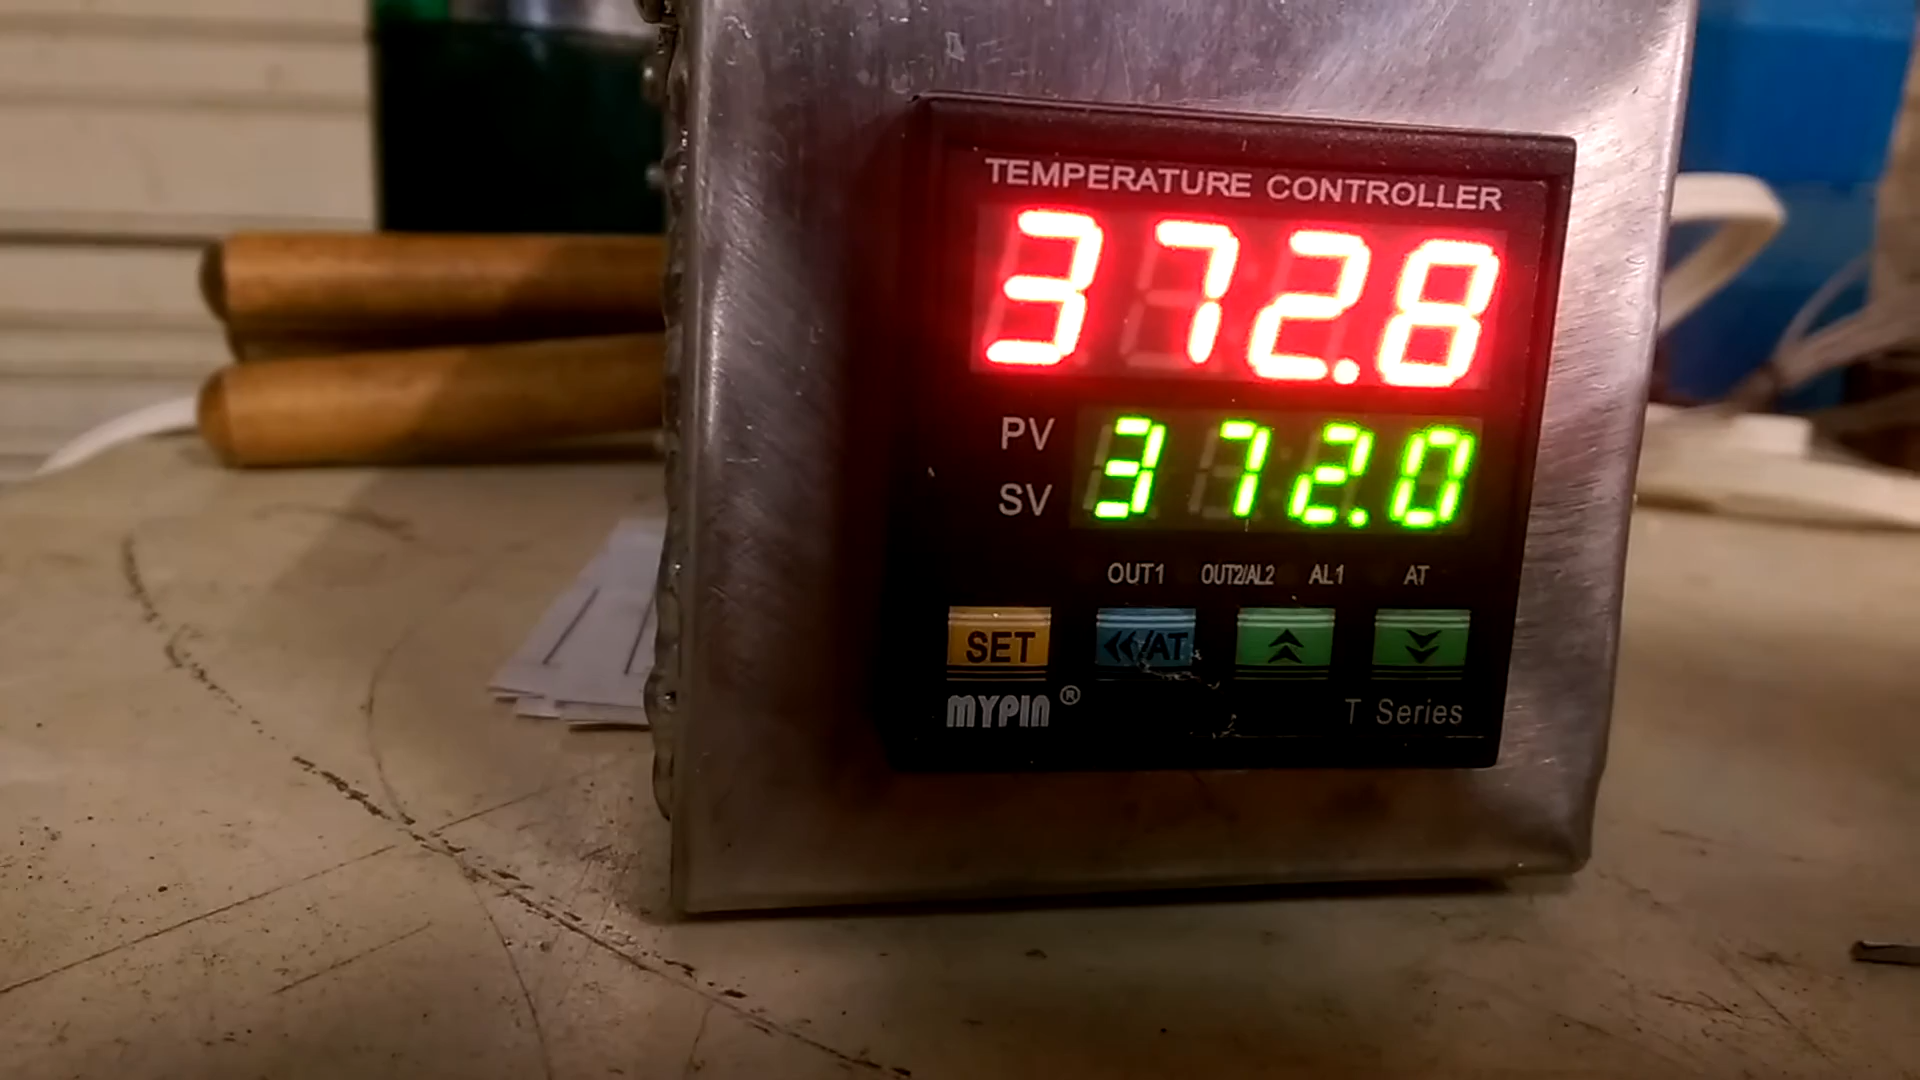 TEMPERATURE CONTROLLER
372.8
PV
372.0
SV
OUT1 OUT2/AL2 AL1 AT
SET </AT
MYPIN® T Series